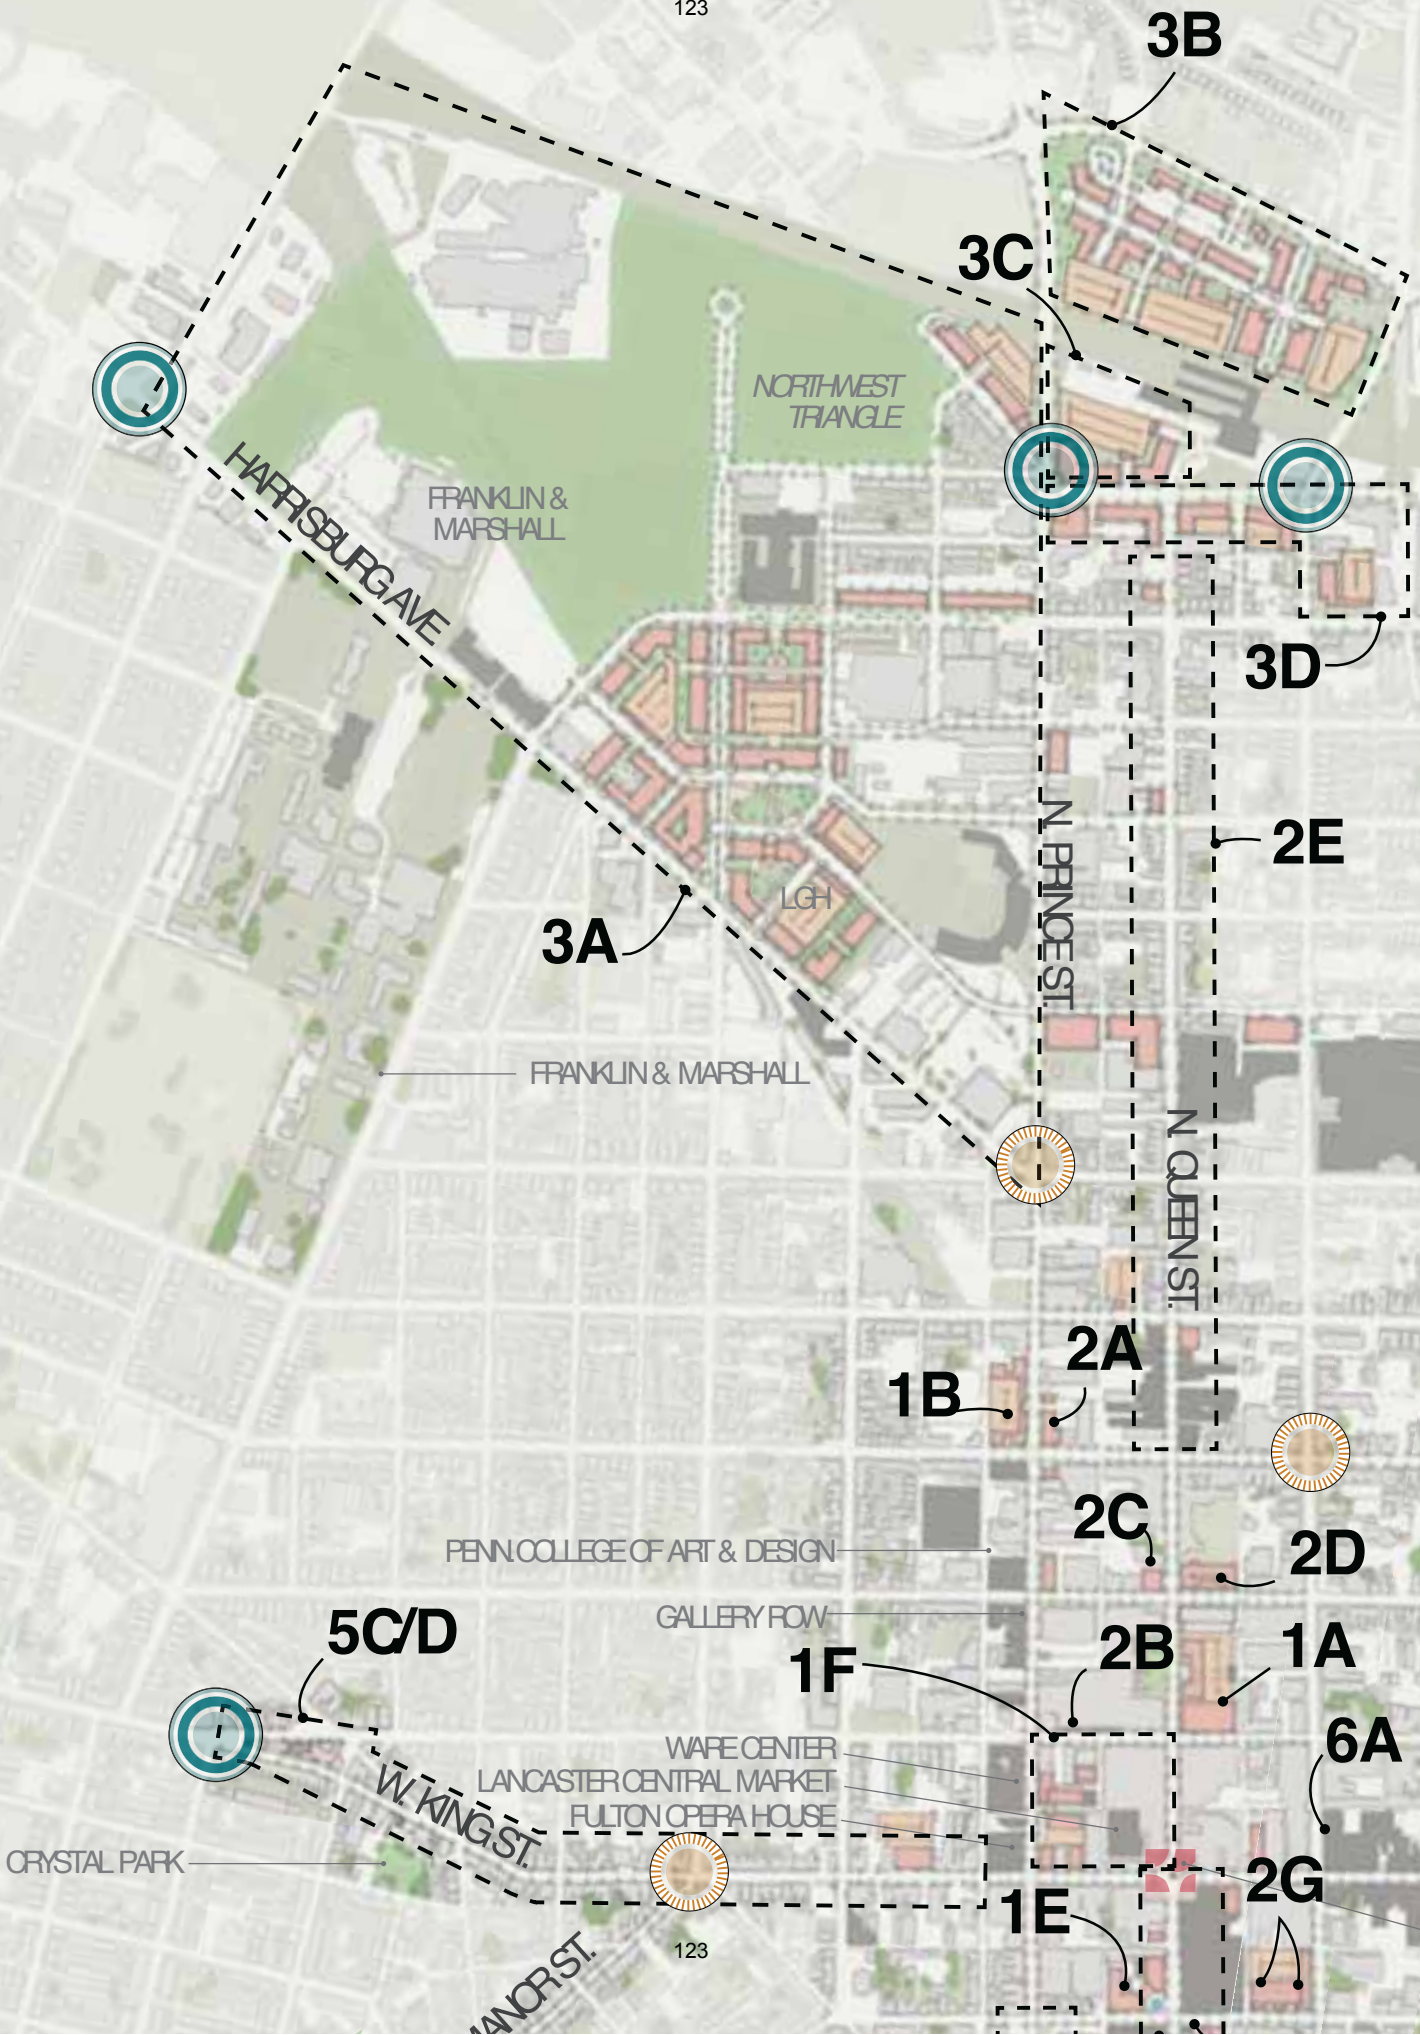 123
3B
3C
NORTHWEST
TRIANGLE
HARRISBURG AVE
FRANKLIN &
MARSHALL
3D
2E
N. PRINCE ST.
LGH
3A
FRANKLIN & MARSHALL
N. QUEEN ST.
2A
1B
2C
PENN. COLLEGE OF ART & DESIGN
2D
GALLERY ROW
5C/D
1F
2B
1A
6A
WARE CENTER
LANCASTER CENTRAL MARKET
FULTON OPERA HOUSE
W. KING ST.
CRYSTAL PARK
2G
1E
123
MANOR ST.